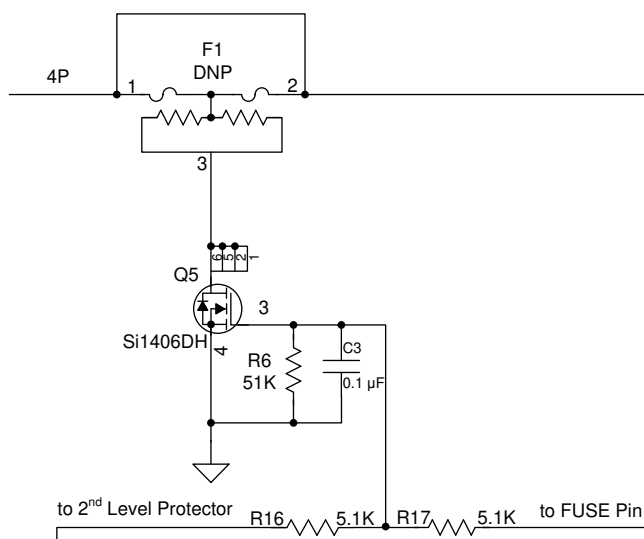 F1
DNP
4P
1
2
3
6
5
2
1
Q5
3
Si1406DH
4
R6
51K
C3
0.1 µF
to 2nd Level Protector
R16
5.1K
R17
5.1K
to FUSE Pin